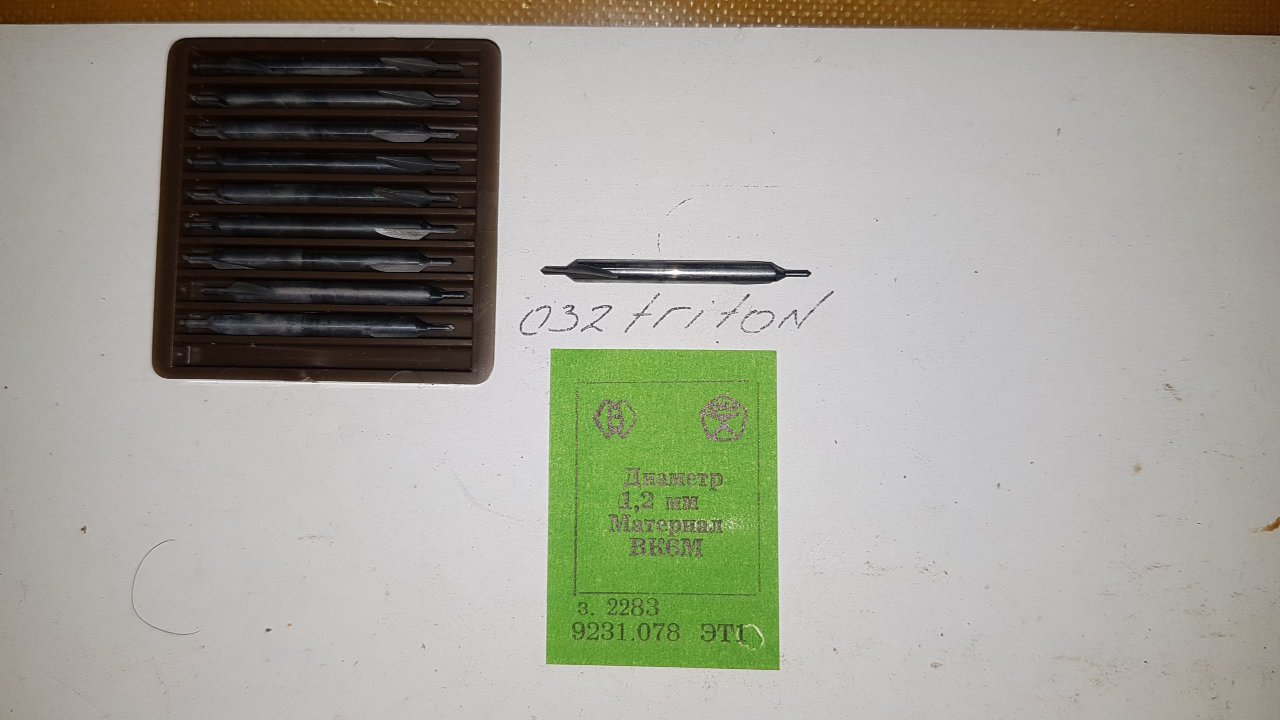 032 triton
Диаметр
1,2 мм
Материал
ВК6М
з. 2283
9231.078 ЭТ1